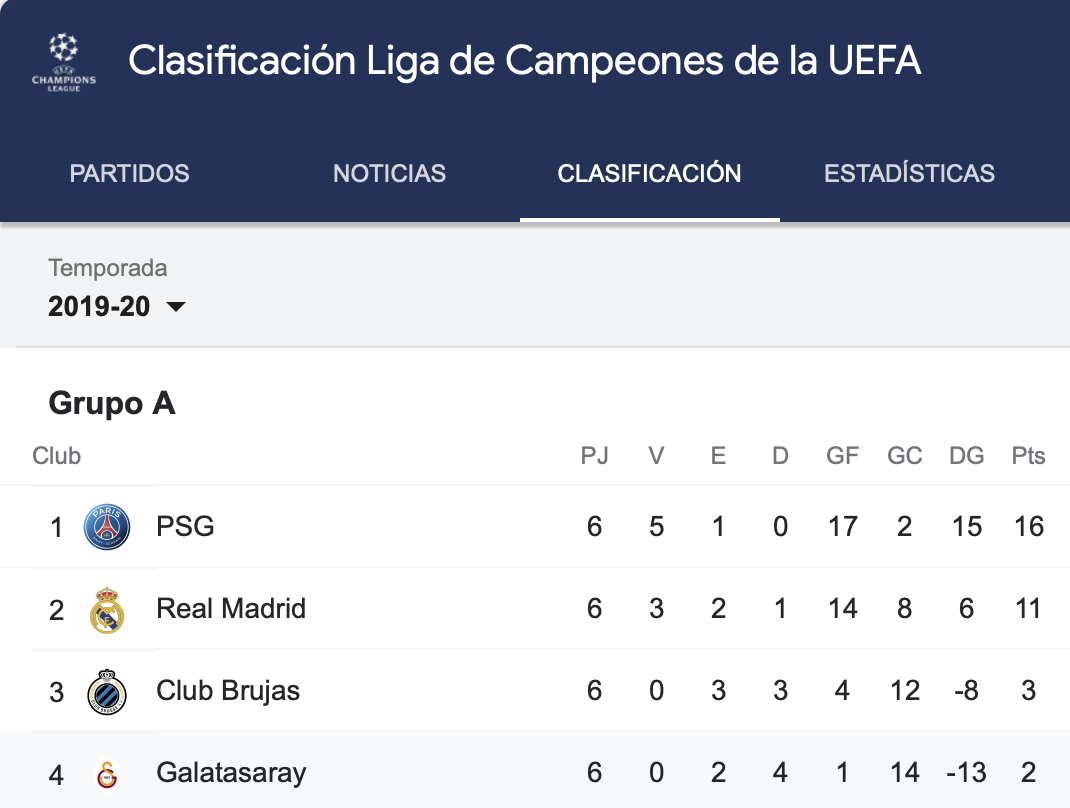 CHAMPIONS
LEAGUE
Clasificación Liga de Campeones de la UEFA
PARTIDOS NOTICIAS CLASIFICACIÓN ESTADÍSTICAS
Temporada
2019-20
Grupo A
Club PJ V E D GF GC DG Pts
1 PSG 6 5 1 0 17 2 15 16
2 Real Madrid 6 3 2 1 14 8 6 11
3 Club Brujas 6 0 3 3 4 12 -8 3
4 Galatasaray 6 0 2 4 1 14 -13 2